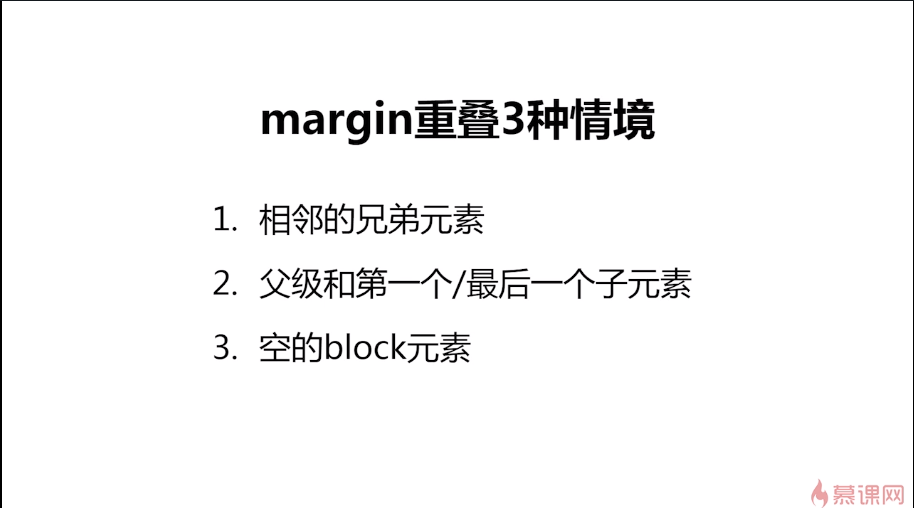 margin重叠3种情境
1. 相邻的兄弟元素
2. 父级和第一个/最后一个子元素
3. 空的block元素
慕课网